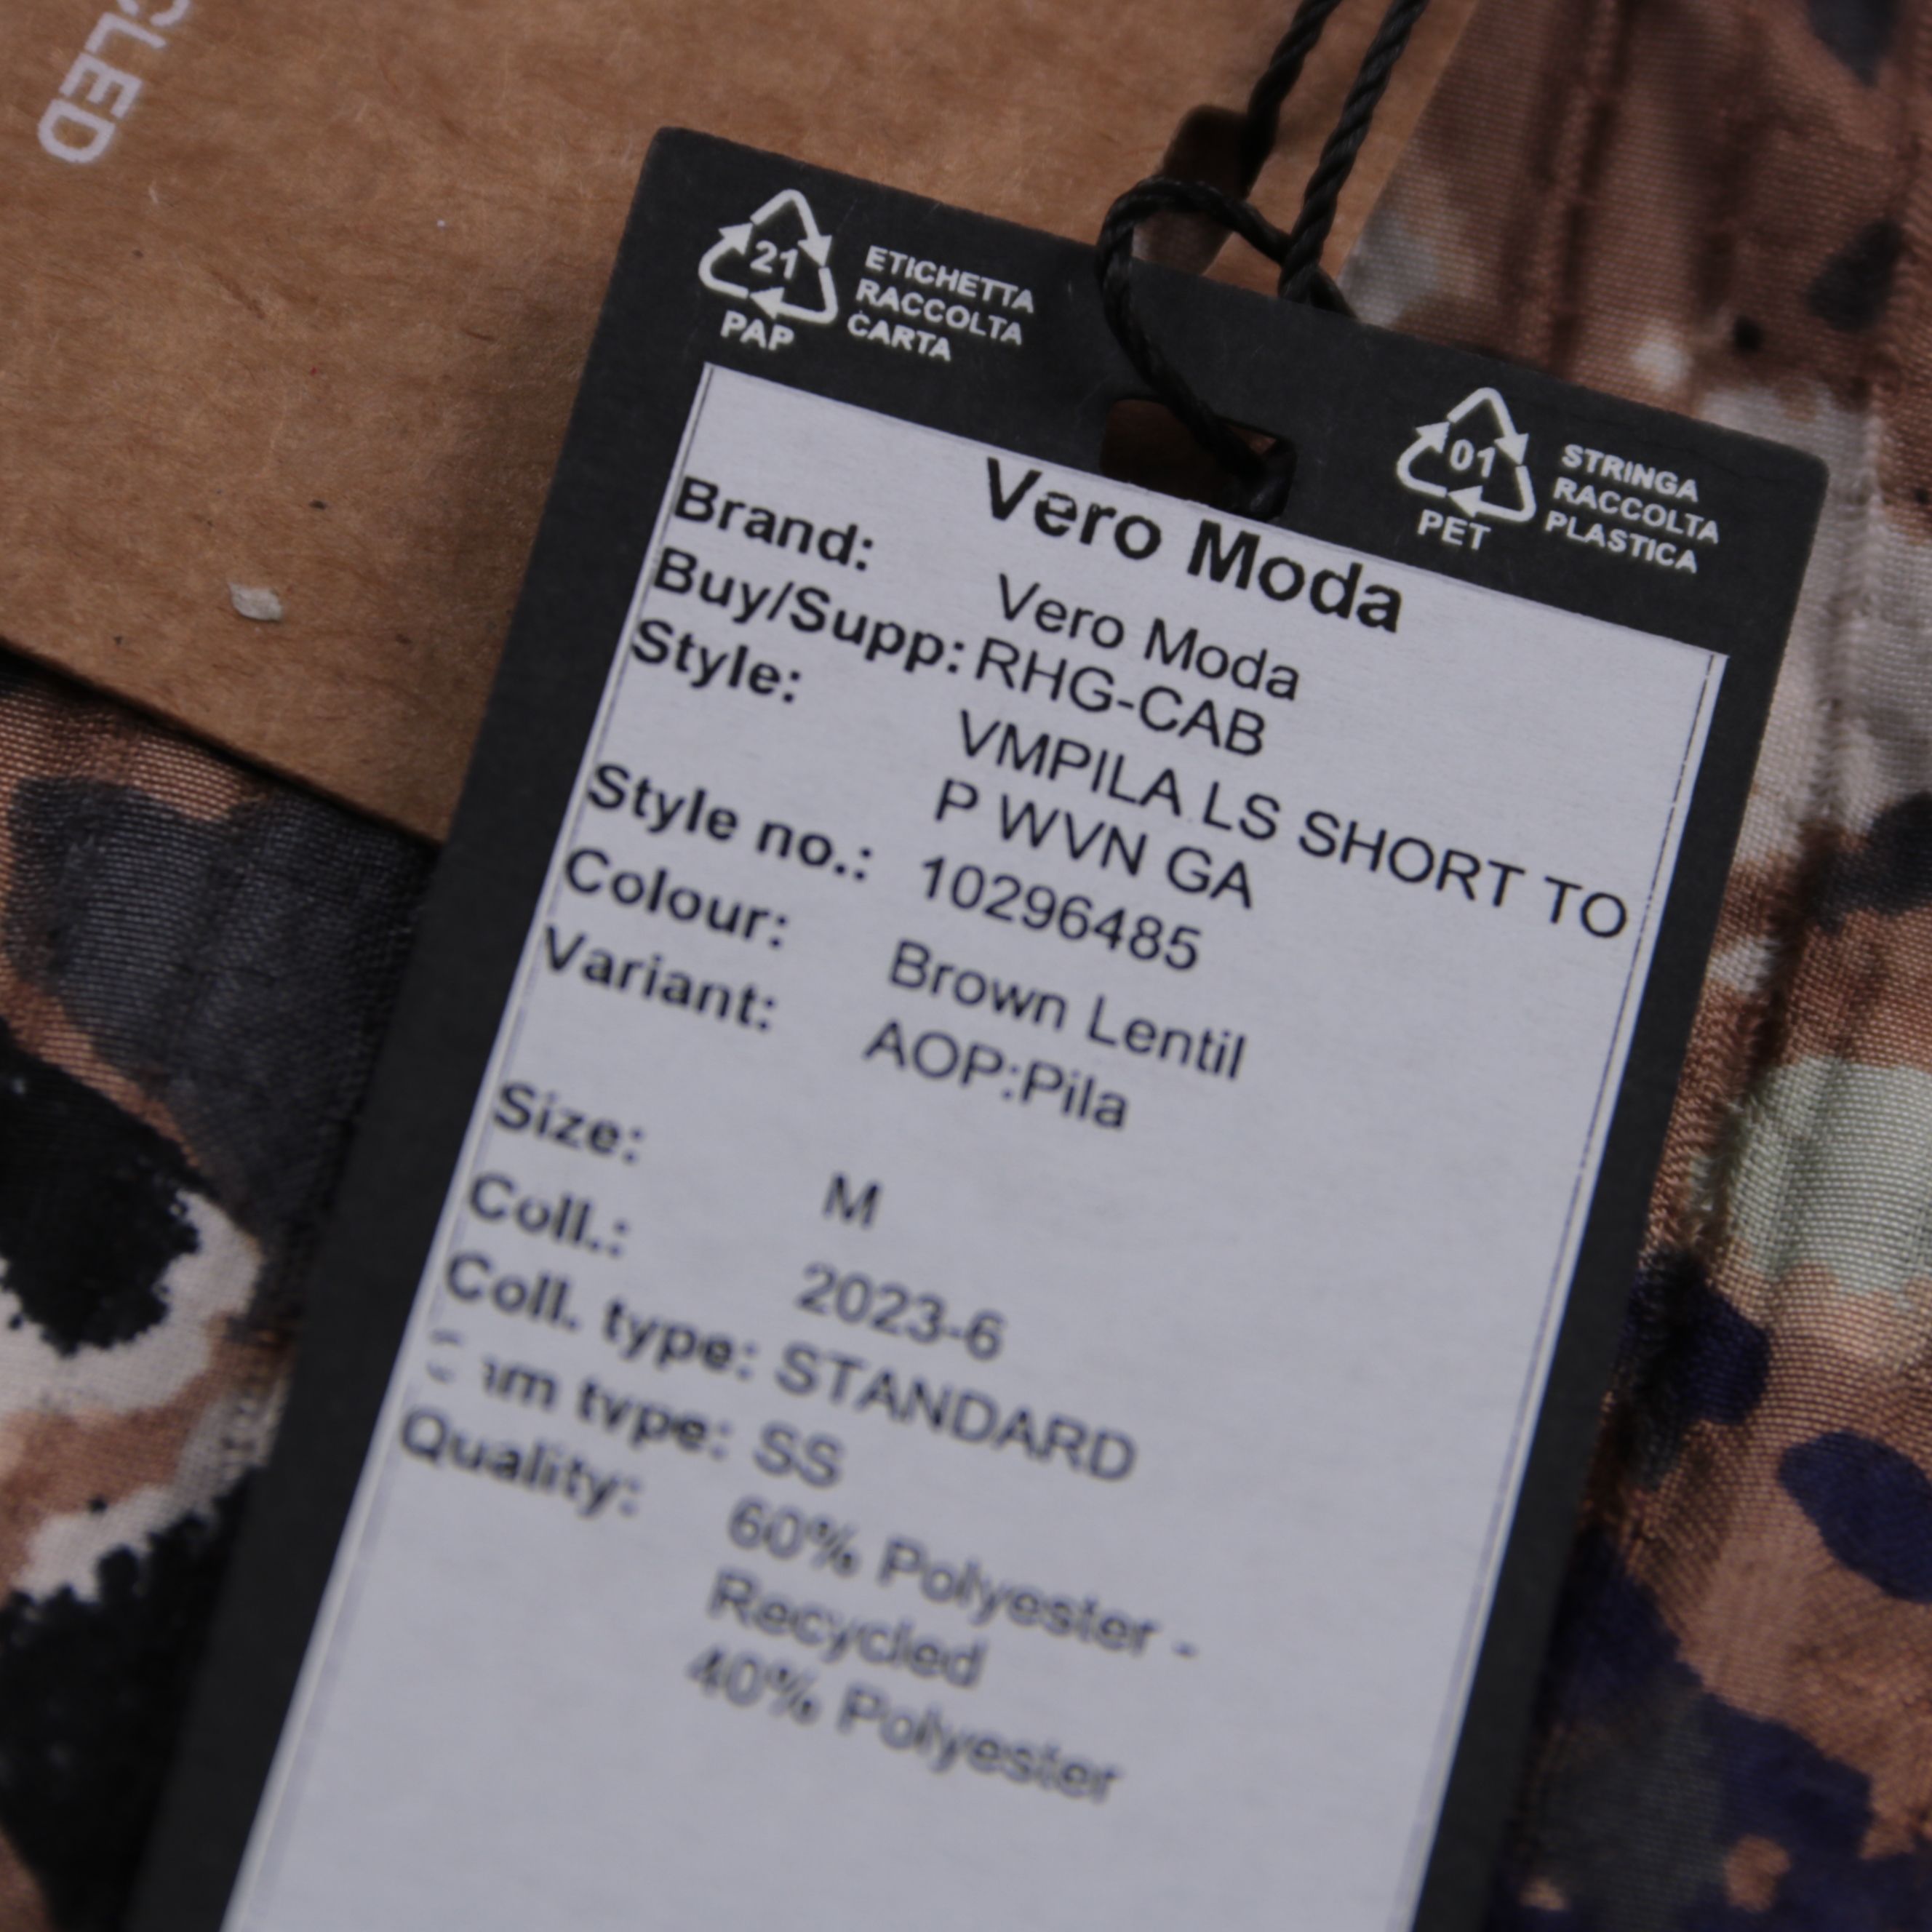 CLED
21
PAP
ETICHETTA
RACCOLTA
CARTA
01
PET
STRINGA
RACCOLTA
PLASTICA
Vero Moda
Brand: Vero Moda
Buy/Supp: RHG-CAB
Style: VMPILA LS SHORT TO
P WVN GA
Style no.: 10296485
Colour: Brown Lentil
Variant: AOP:Pila
Size: M
Coll.: 2023-6
Coll. type: STANDARD
type: SS
Quality: 60% Polyester -
Recycled
40% Polyester